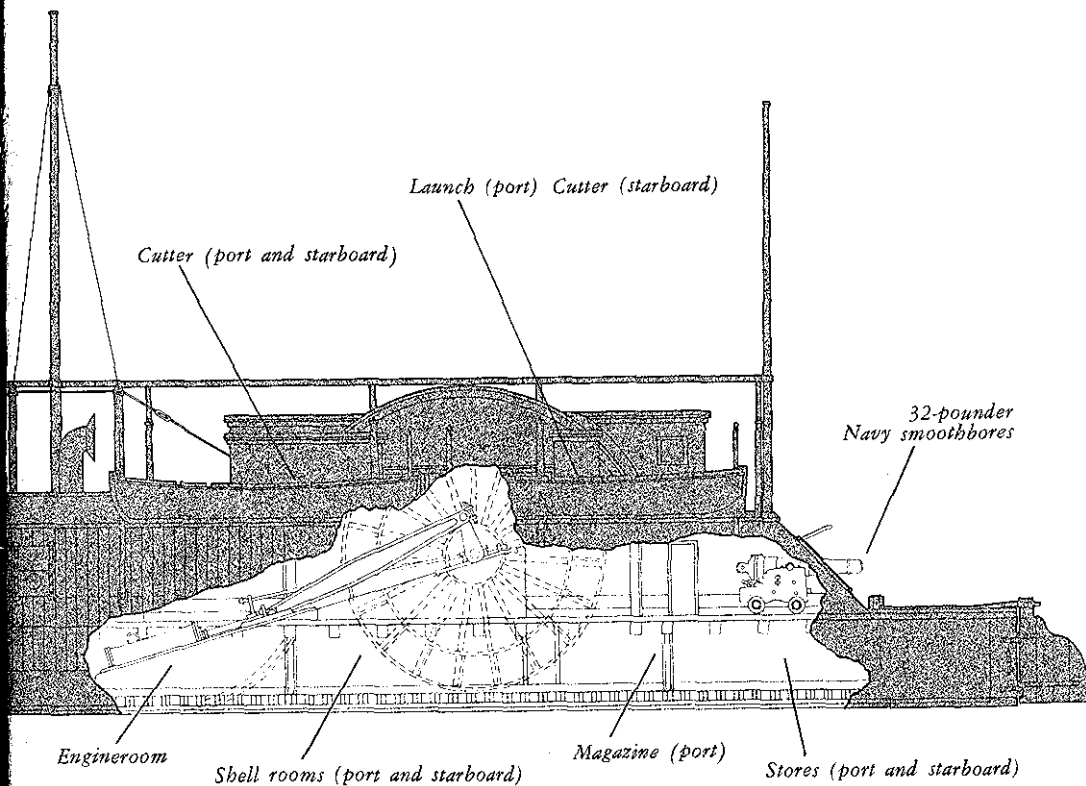 Launch (port) Cutter (starboard)
Cutter (port and starboard)
32-pounder
Navy smoothbores
Engineroom
Shell rooms (port and starboard)
Magazine (port)
Stores (port and starboard)